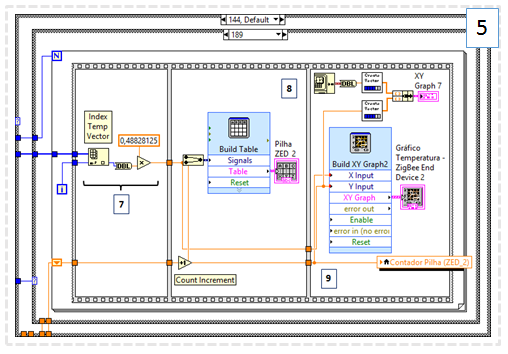 144, Default
5
189
N
8
XY
Graph 7
Index
Temp
Vector
0,48828125
DBL
DBL
Build Table
Signals
Table
Reset
Pilha
ZED_2
Build XY Graph2
X Input
Y Input
XY Graph
error out
Enable
error in (no error)
Reset
Gráfico
Temperatura -
ZigBee End
Device 2
i
7
+1
Count Increment
9
Contador Pilha (ZED_2)